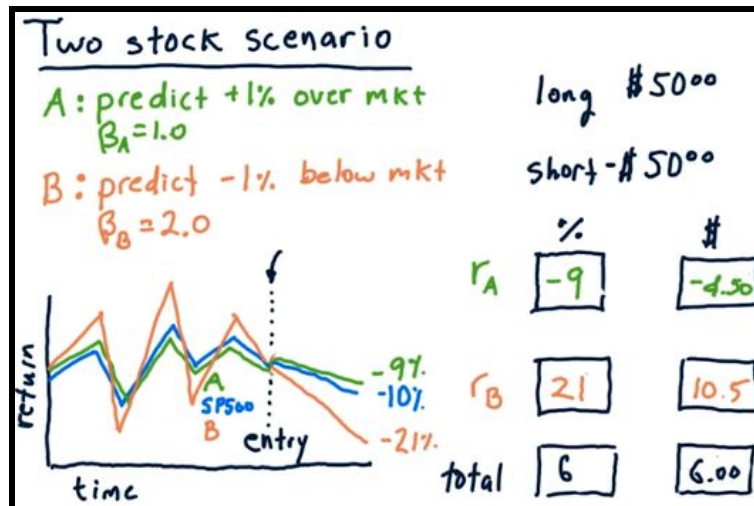 Two stock scenario
A: predict +1% over mkt
βA=1.0
long $50⁰⁰
B: predict -1% below mkt
βB=2.0
short -$50⁰⁰
% $
rA -9 -4.50
rB 21 10.5
total 6 6.00
return
time
A
SP500
B
entry
-9%
-10%
-21%